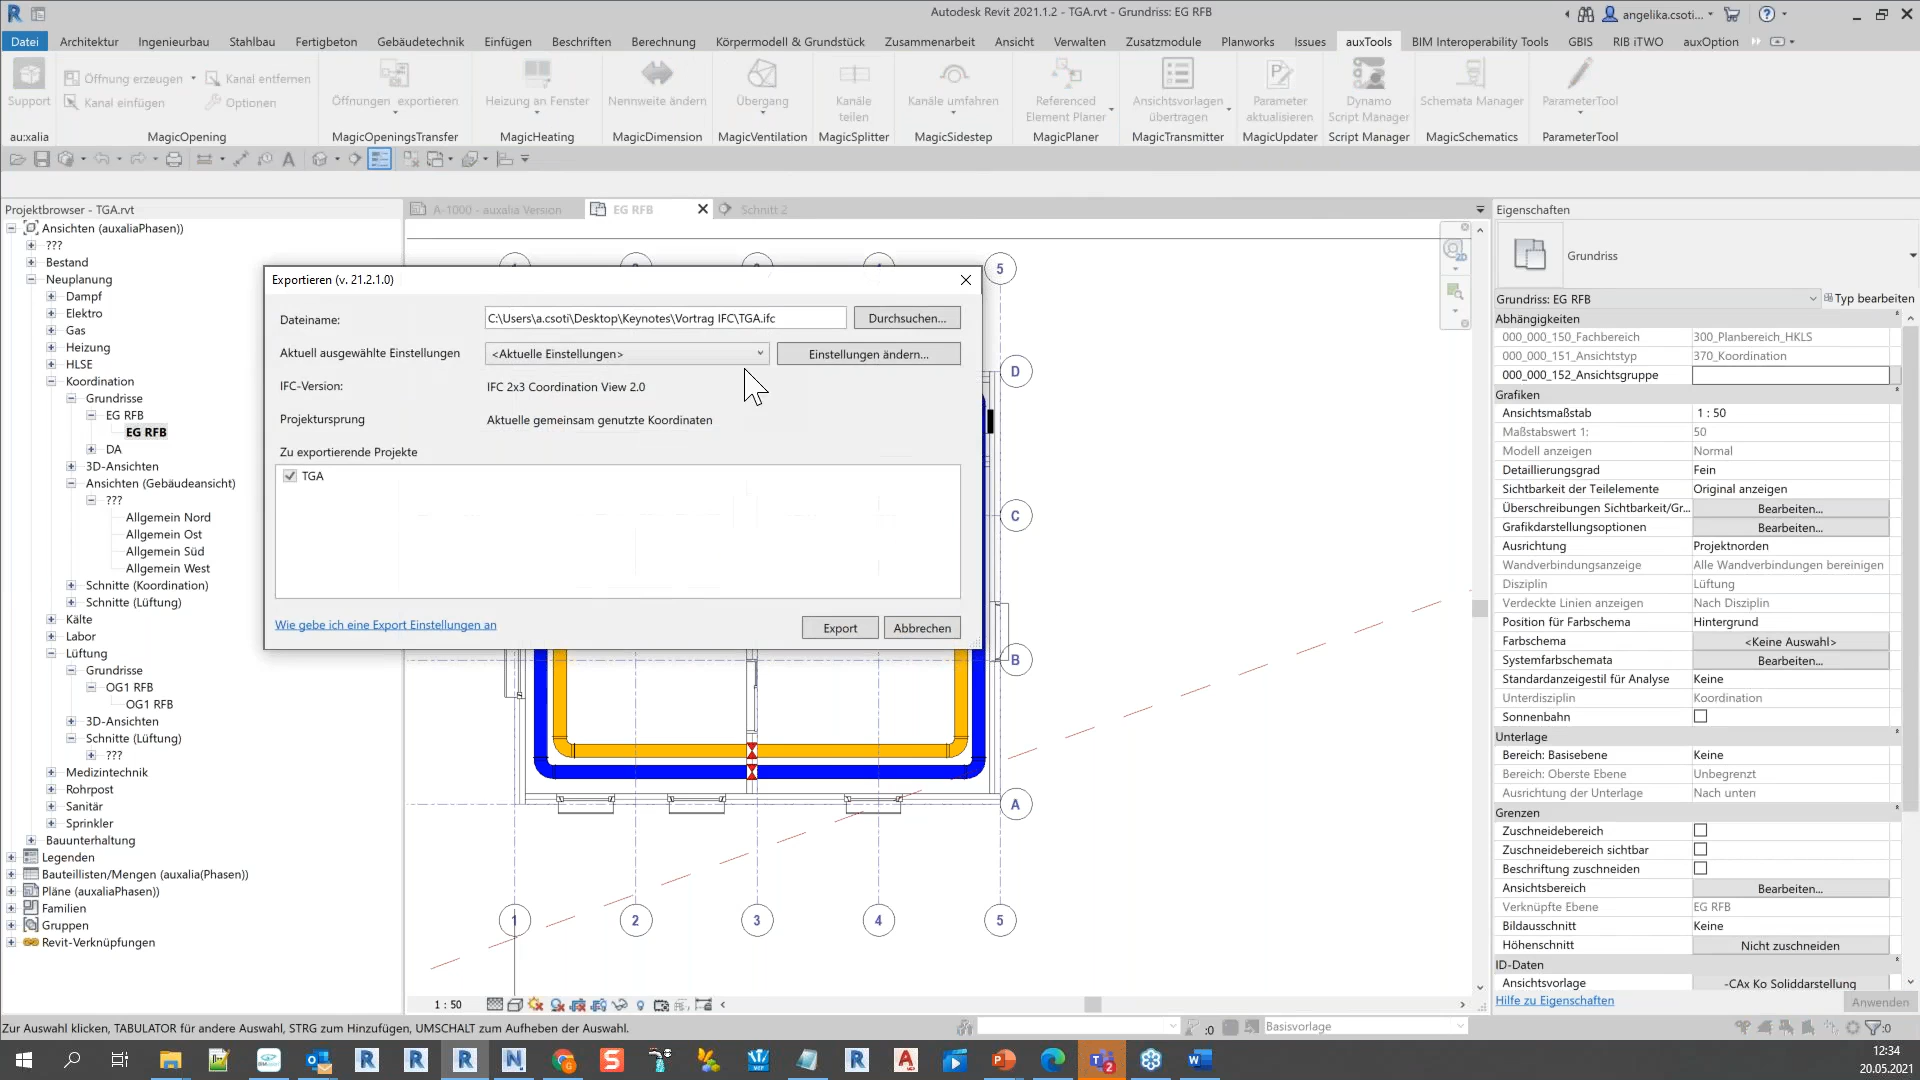 Autodesk Revit 2021.1.2 - TGA.rvt - Grundriss: EG RFB
angelika.csoti...
Datei Architektur Ingenieurbau Stahlbau Fertigbeton Gebäudetechnik Einfügen Beschriften Berechnung Körpermodell & Grundstück Zusammenarbeit Ansicht Verwalten Zusatzmodule Planworks Issues auxTools BIM Interoperability Tools GBIS RIB iTWO auxOption
Öffnung erzeugen Kanal entfernen
Support Kanal einfügen Optionen Öffnungen exportieren Heizung an Fenster Nennweite ändern Übergang Kanäle teilen Kanäle umfahren Referenced Element Planer Ansichtsvorlagen übertragen Parameter aktualisieren Dynamo Script Manager Schemata Manager ParameterTool
au:xalia MagicOpening MagicOpeningsTransfer MagicHeating MagicDimension MagicVentilation MagicSplitter MagicSidestep MagicPlaner MagicTransmitter MagicUpdater Script Manager MagicSchematics ParameterTool
Projektbrowser - TGA.rvt
Ansichten (auxaliaPhasen))
???
Bestand
Neuplanung
Dampf
Elektro
Gas
Heizung
HLSE
Koordination
Grundrisse
EG RFB
EG RFB
DA
3D-Ansichten
Ansichten (Gebäudeansicht)
???
Allgemein Nord
Allgemein Ost
Allgemein Süd
Allgemein West
Schnitte (Koordination)
Schnitte (Lüftung)
Kälte
Labor
Lüftung
Grundrisse
OG1 RFB
OG1 RFB
3D-Ansichten
Schnitte (Lüftung)
???
Medizintechnik
Rohrpost
Sanitär
Sprinkler
Bauunterhaltung
Legenden
Bauteillisten/Mengen (auxalia(Phasen))
Pläne (auxaliaPhasen))
Familien
Gruppen
Revit-Verknüpfungen
A-1000 - auxalia Version EG RFB Schnitt 2
Exportieren (v. 21.2.1.0)
Dateiname: C:\Users\a.csoti\Desktop\Keynotes\Vortrag IFC\TGA.ifc Durchsuchen...
Aktuell ausgewählte Einstellungen <Aktuelle Einstellungen> Einstellungen ändern...
IFC-Version: IFC 2x3 Coordination View 2.0
Projektursprung Aktuelle gemeinsam genutzte Koordinaten
Zu exportierende Projekte
TGA
Wie gebe ich eine Export Einstellungen an Export Abbrechen
5
D
C
B
A
1 2 3 4 5
1 : 50
Eigenschaften
Grundriss
Grundriss: EG RFB Typ bearbeiten
Abhängigkeiten
000_000_150_Fachbereich 300_Planbereich_HKLS
000_000_151_Ansichtstyp 370_Koordination
000_000_152_Ansichtsgruppe
Grafiken
Ansichtsmaßstab 1 : 50
Maßstabswert 1: 50
Modell anzeigen Normal
Detaillierungsgrad Fein
Sichtbarkeit der Teilelemente Original anzeigen
Überschreibungen Sichtbarkeit/Gr... Bearbeiten...
Grafikdarstellungsoptionen Bearbeiten...
Ausrichtung Projektnorden
Wandverbindungsanzeige Alle Wandverbindungen bereinigen
Disziplin Lüftung
Verdeckte Linien anzeigen Nach Disziplin
Position für Farbschema Hintergrund
Farbschema <Keine Auswahl>
Systemfarbschemata Bearbeiten...
Standardanzeigestil für Analyse Keine
Unterdisziplin Koordination
Sonnenbahn
Unterlage
Bereich: Basisebene Keine
Bereich: Oberste Ebene Unbegrenzt
Ausrichtung der Unterlage Nach unten
Grenzen
Zuschneidebereich
Zuschneidebereich sichtbar
Beschriftung zuschneiden
Ansichtsbereich Bearbeiten...
Verknüpfte Ebene EG RFB
Bildausschnitt Keine
Höhenschnitt Nicht zuschneiden
ID-Daten
Ansichtsvorlage -CAx Ko Soliddarstellung
Hilfe zu Eigenschaften Anwenden
Zur Auswahl klicken, TABULATOR für andere Auswahl, STRG zum Hinzufügen, UMSCHALT zum Aufheben der Auswahl. :0 Basisvorlage :0
12:34
20.05.2021